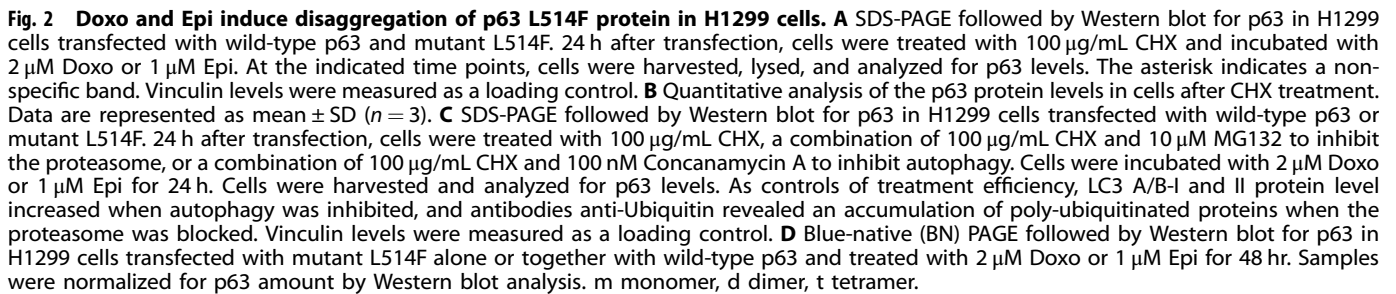 Fig. 2 Doxo and Epi induce disaggregation of p63 L514F protein in H1299 cells. A SDS-PAGE followed by Western blot for p63 in H1299
cells transfected with wild-type p63 and mutant L514F. 24 h after transfection, cells were treated with 100 μg/mL CHX and incubated with
2 μM Doxo or 1 μM Epi. At the indicated time points, cells were harvested, lysed, and analyzed for p63 levels. The asterisk indicates a non-
specific band. Vinculin levels were measured as a loading control. B Quantitative analysis of the p63 protein levels in cells after CHX treatment.
Data are represented as mean ± SD (n = 3). C SDS-PAGE followed by Western blot for p63 in H1299 cells transfected with wild-type p63 or
mutant L514F. 24 h after transfection, cells were treated with 100 μg/mL CHX, a combination of 100 μg/mL CHX and 10 μM MG132 to inhibit
the proteasome, or a combination of 100 μg/mL CHX and 100 nM Concanamycin A to inhibit autophagy. Cells were incubated with 2 μM Doxo
or 1 μM Epi for 24 h. Cells were harvested and analyzed for p63 levels. As controls of treatment efficiency, LC3 A/B-I and II protein level
increased when autophagy was inhibited, and antibodies anti-Ubiquitin revealed an accumulation of poly-ubiquitinated proteins when the
proteasome was blocked. Vinculin levels were measured as a loading control. D Blue-native (BN) PAGE followed by Western blot for p63 in
H1299 cells transfected with mutant L514F alone or together with wild-type p63 and treated with 2 μM Doxo or 1 μM Epi for 48 hr. Samples
were normalized for p63 amount by Western blot analysis. m monomer, d dimer, t tetramer.